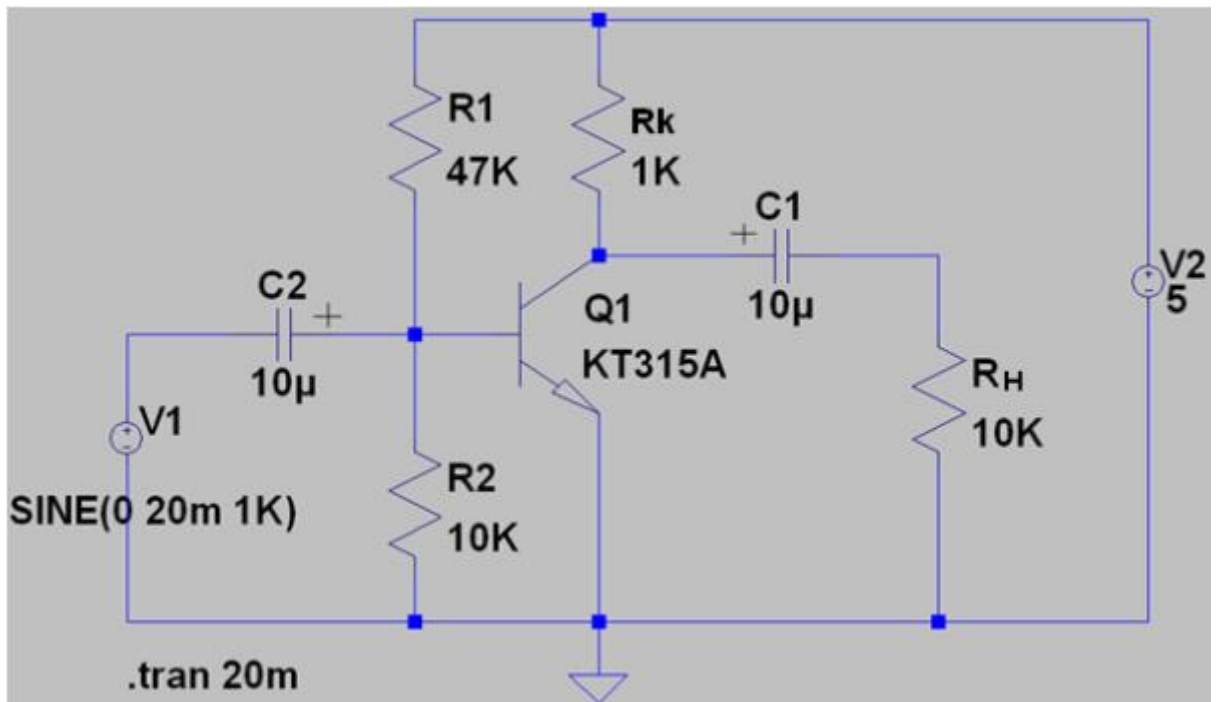 R1
47K
Rk
1K
C1
10µ
V2
5
C2
10µ
Q1
KT315A
RH
10K
V1
SINE(0 20m 1K)
R2
10K
.tran 20m